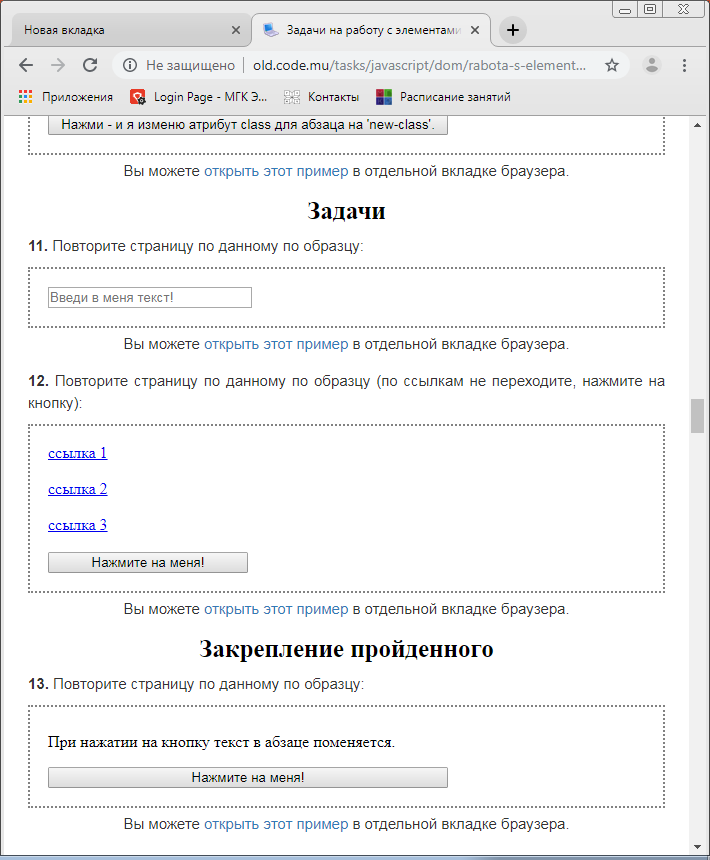 Новая вкладка
Задачи на работу с элементами
Не защищено
old.code.mu/tasks/javascript/dom/rabota-s-element...
Приложения
Login Page - МГК Э...
Контакты
Расписание занятий
Нажми - и я изменю атрибут class для абзаца на 'new-class'.
Вы можете открыть этот пример в отдельной вкладке браузера.
Задачи
11. Повторите страницу по данному по образцу:
Введи в меня текст!
Вы можете открыть этот пример в отдельной вкладке браузера.
12. Повторите страницу по данному по образцу (по ссылкам не переходите, нажмите на
кнопку):
ссылка 1
ссылка 2
ссылка 3
Нажмите на меня!
Вы можете открыть этот пример в отдельной вкладке браузера.
Закрепление пройденного
13. Повторите страницу по данному по образцу:
При нажатии на кнопку текст в абзаце поменяется.
Нажмите на меня!
Вы можете открыть этот пример в отдельной вкладке браузера.